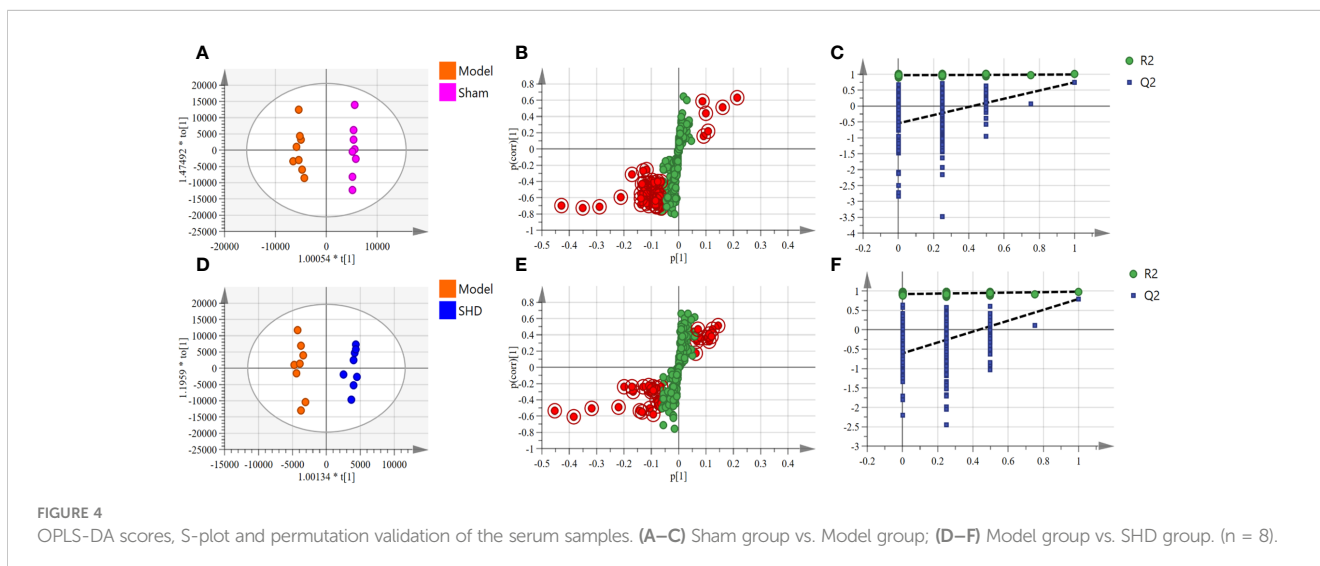 A
Model
Sham
20000
15000
10000
5000
0
-5000
-10000
-15000
-20000
-25000
1.47492 * to[1]
-20000 -10000 0 10000
1.00054 * t[1]
B
0.8
0.6
0.4
0.2
0
-0.2
-0.4
-0.6
-0.8
-1
p(corr)[1]
-0.5 -0.4 -0.3 -0.2 -0.1 0 0.1 0.2 0.3 0.4
p[1]
C
R2
Q2
1
0.5
0
-0.5
-1
-1.5
-2
-2.5
-3
-3.5
-4
-0.2 0 0.2 0.4 0.6 0.8 1
D
Model
SHD
20000
15000
10000
5000
0
-5000
-10000
-15000
-20000
-25000
1.1959 * to[1]
-15000 -10000 -5000 0 5000 10000
1.00134 * t[1]
E
0.8
0.6
0.4
0.2
0
-0.2
-0.4
-0.6
-0.8
-1
p(corr)[1]
-0.5 -0.4 -0.3 -0.2 -0.1 0 0.1 0.2 0.3 0.4
p[1]
F
R2
Q2
1
0.5
0
-0.5
-1
-1.5
-2
-2.5
-3
-0.2 0 0.2 0.4 0.6 0.8 1
FIGURE 4
OPLS-DA scores, S-plot and permutation validation of the serum samples. (A–C) Sham group vs. Model group; (D–F) Model group vs. SHD group. (n = 8).